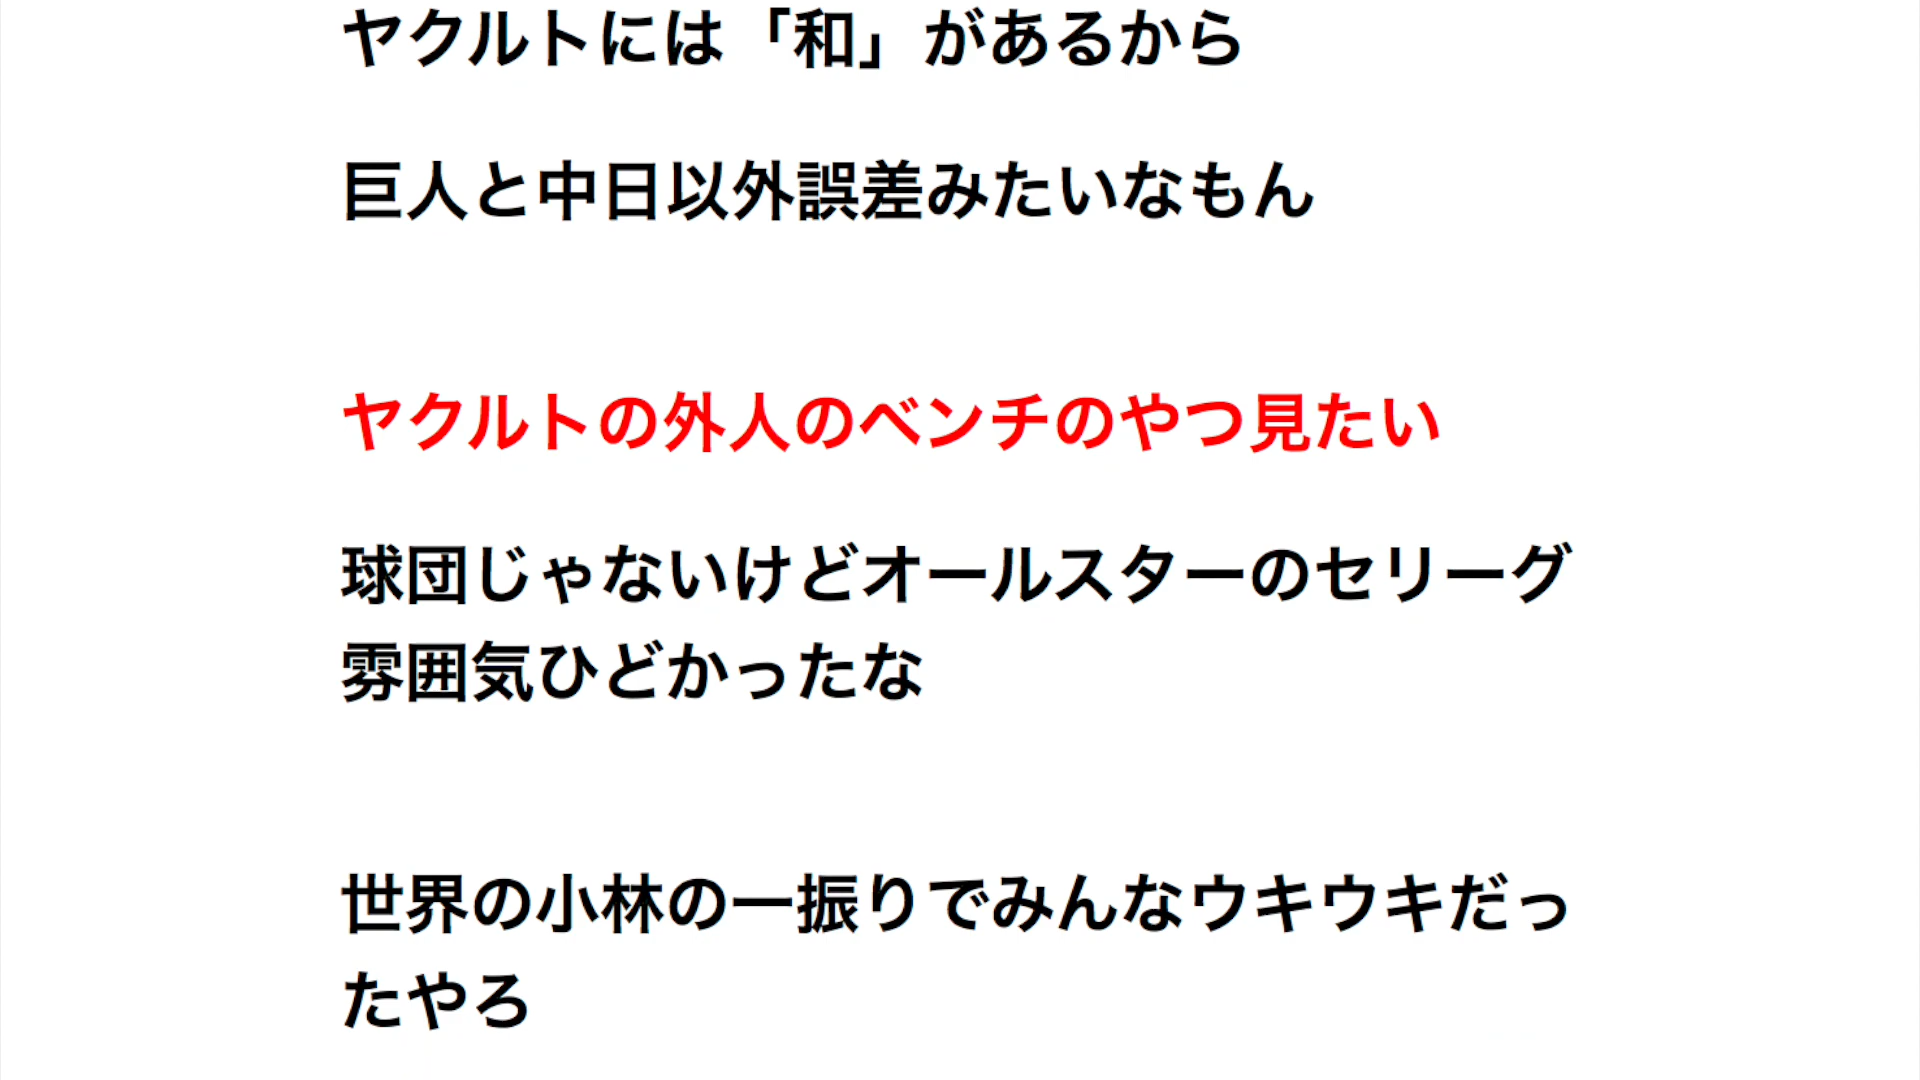 ヤクルトには「和」があるから
巨人と中日以外誤差みたいなもん
ヤクルトの外人のベンチのやつ見たい
球団じゃないけどオールスターのセリーグ
雰囲気ひどかったな
世界の小林の一振りでみんなウキウキだっ
たやろ